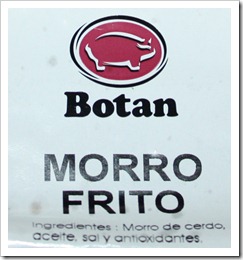 Botan
MORRO
FRITO
Ingredientes : Morro de cerdo,
aceite, sal y antioxidantes.